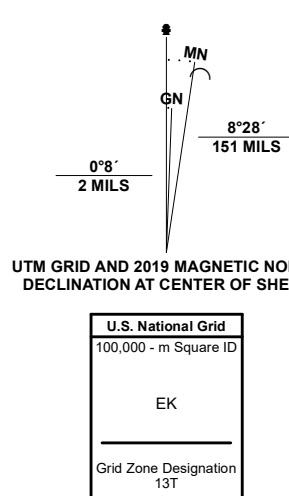 MN
GN
8°28´
151 MILS
0°8´
2 MILS
UTM GRID AND 2019 MAGNETIC NO
DECLINATION AT CENTER OF SHE
U.S. National Grid
100,000 - m Square ID
EK
Grid Zone Designation
13T